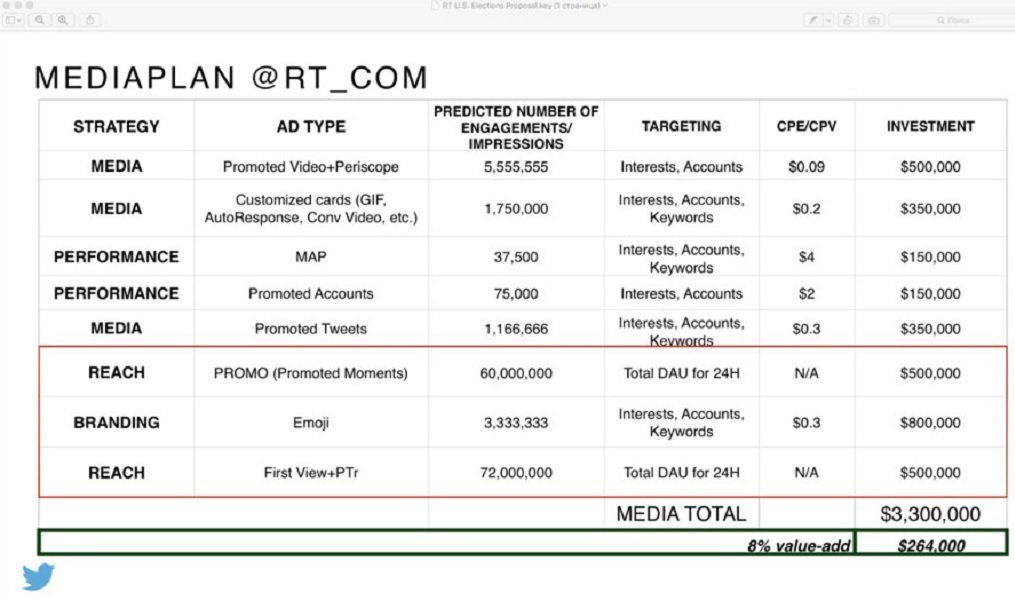 RT U.S. Elections Proposal.key (1 страница)
Поиск
MEDIAPLAN @RT_COM
STRATEGY AD TYPE PREDICTED NUMBER OF ENGAGEMENTS/ IMPRESSIONS TARGETING CPE/CPV INVESTMENT
MEDIA Promoted Video+Periscope 5,555,555 Interests, Accounts $0.09 $500,000
MEDIA Customized cards (GIF, AutoResponse, Conv Video, etc.) 1,750,000 Interests, Accounts, Keywords $0.2 $350,000
PERFORMANCE MAP 37,500 Interests, Accounts, Keywords $4 $150,000
PERFORMANCE Promoted Accounts 75,000 Interests, Accounts $2 $150,000
MEDIA Promoted Tweets 1,166,666 Interests, Accounts, Keywords $0.3 $350,000
REACH PROMO (Promoted Moments) 60,000,000 Total DAU for 24H N/A $500,000
BRANDING Emoji 3,333,333 Interests, Accounts, Keywords $0.3 $800,000
REACH First View+PTr 72,000,000 Total DAU for 24H N/A $500,000
MEDIA TOTAL $3,300,000
8% value-add $264,000